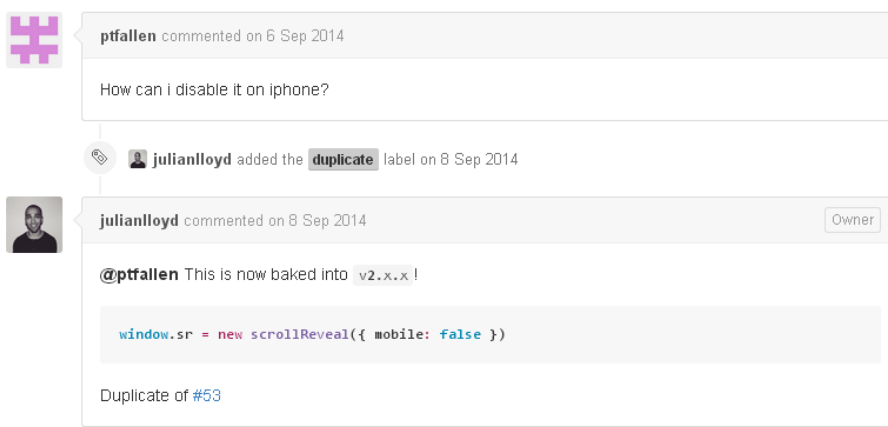 ptfallen commented on 6 Sep 2014
How can i disable it on iphone?
julianlloyd added the duplicate label on 8 Sep 2014
julianlloyd commented on 8 Sep 2014 Owner
@ptfallen This is now baked into v2.x.x !
window.sr = new scrollReveal({ mobile: false })
Duplicate of #53